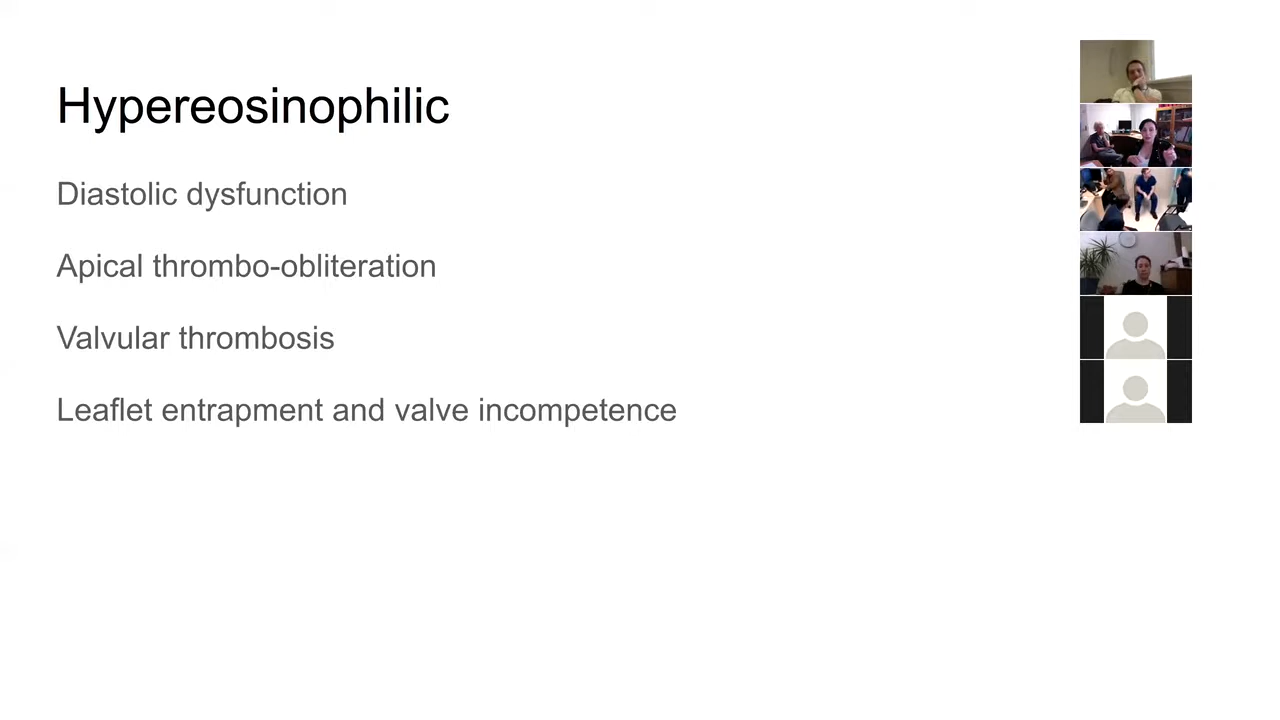 Hypereosinophilic
Diastolic dysfunction
Apical thrombo-obliteration
Valvular thrombosis
Leaflet entrapment and valve incompetence